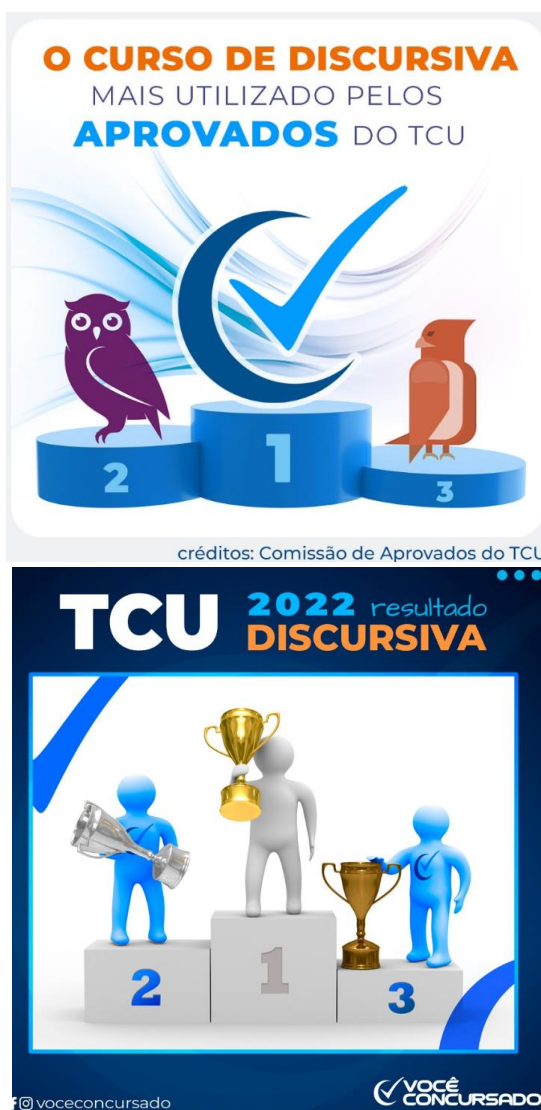 O CURSO DE DISCURSIVA
MAIS UTILIZADO PELOS
APROVADOS DO TCU
2
1
3
créditos: Comissão de Aprovados do TCU
TCU 2022 resultado
DISCURSIVA
2
1
3
voceconcursado
VOCÊ
CONCURSADO